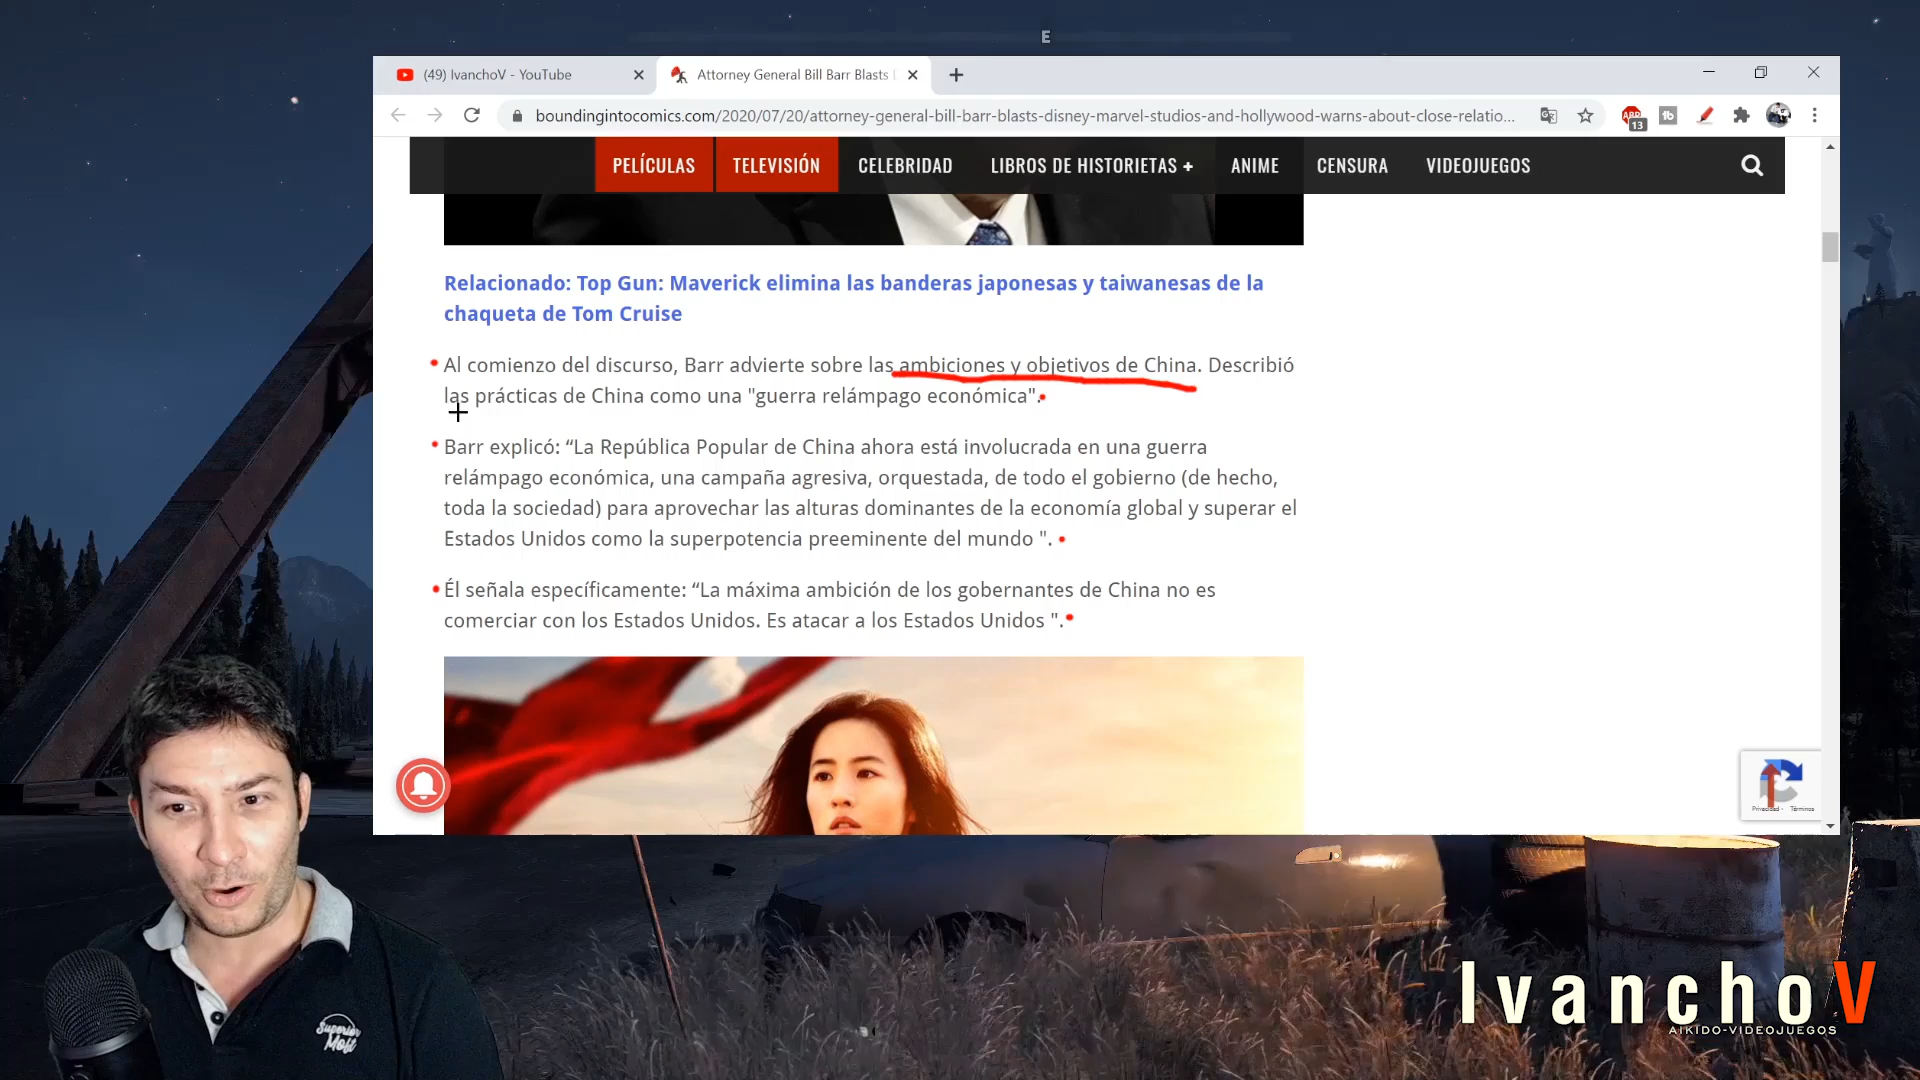 E
(49) IvanchoV - YouTube
Attorney General Bill Barr Blasts
boundingintocomics.com/2020/07/20/attorney-general-bill-barr-blasts-disney-marvel-studios-and-hollywood-warns-about-close-relatio...
ABP
13
tb
PELÍCULAS
TELEVISIÓN
CELEBRIDAD
LIBROS DE HISTORIETAS +
ANIME
CENSURA
VIDEOJUEGOS
Relacionado: Top Gun: Maverick elimina las banderas japonesas y taiwanesas de la
chaqueta de Tom Cruise
Al comienzo del discurso, Barr advierte sobre las ambiciones y objetivos de China. Describió
las prácticas de China como una "guerra relámpago económica".
Barr explicó: “La República Popular de China ahora está involucrada en una guerra
relámpago económica, una campaña agresiva, orquestada, de todo el gobierno (de hecho,
toda la sociedad) para aprovechar las alturas dominantes de la economía global y superar el
Estados Unidos como la superpotencia preeminente del mundo ".
Él señala específicamente: “La máxima ambición de los gobernantes de China no es
comerciar con los Estados Unidos. Es atacar a los Estados Unidos ".
Privacidad - Términos
Superior
Most
IvanchoV
AIKIDO-VIDEOJUEGOS